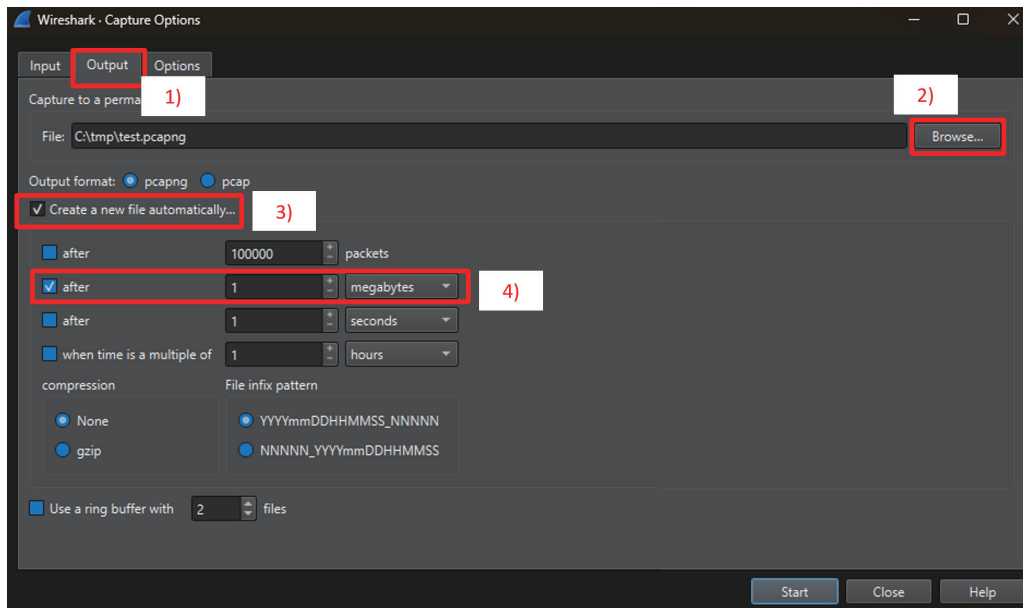 Wireshark · Capture Options
Input Output Options
1)
Capture to a perma
2)
File: C:\tmp\test.pcapng Browse...
Output format: pcapng pcap
Create a new file automatically...
3)
after 100000 packets
after 1 megabytes
4)
after 1 seconds
when time is a multiple of 1 hours
compression File infix pattern
None YYYYmmDDHHMMSS_NNNNN
gzip NNNNN_YYYYmmDDHHMMSS
Use a ring buffer with 2 files
Start Close Help